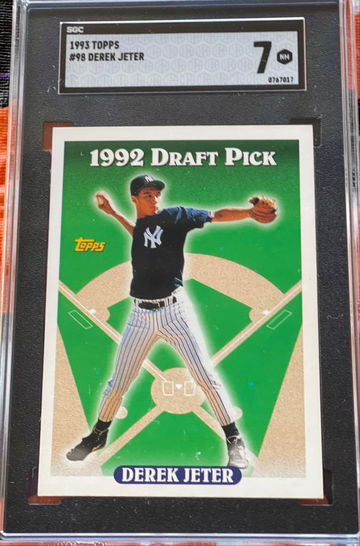 SGC
1993 TOPPS
#98 DEREK JETER
7 NM
0767017
1992 DRAFT PICK
Topps
NY
DEREK JETER